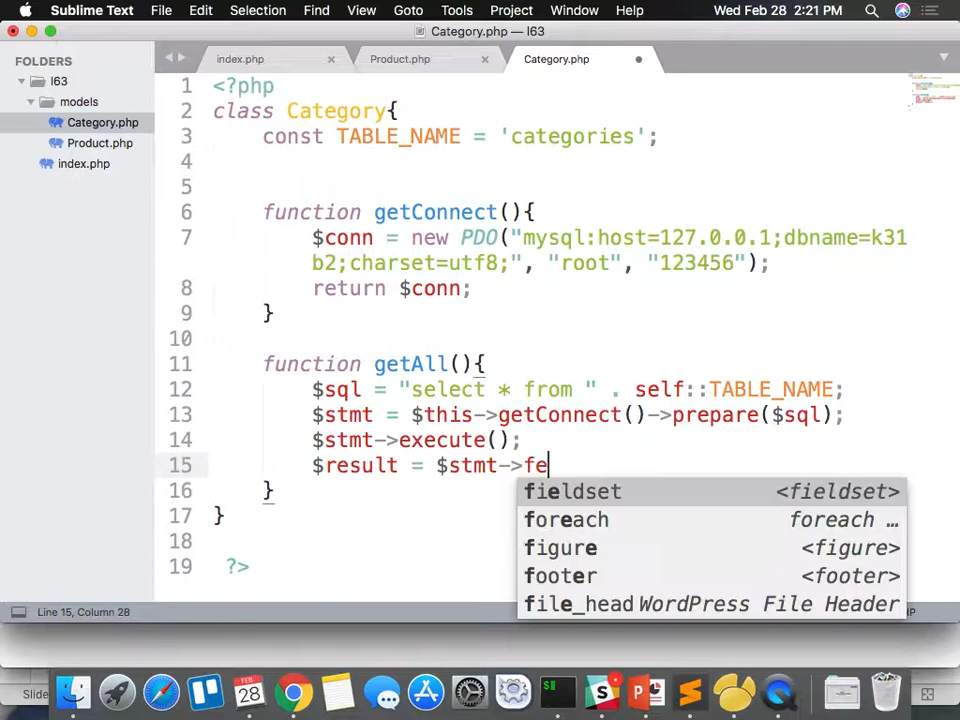 Sublime Text File Edit Selection Find View Goto Tools Project Window Help Wed Feb 28 2:21 PM
Category.php — l63
FOLDERS
l63
models
Category.php
Product.php
index.php
index.php Product.php Category.php
1 <?php
2 class Category{
3 const TABLE_NAME = 'categories';
4
5
6 function getConnect(){
7 $conn = new PDO("mysql:host=127.0.0.1;dbname=k31
b2;charset=utf8;", "root", "123456");
8 return $conn;
9 }
10
11 function getAll(){
12 $sql = "select * from " . self::TABLE_NAME;
13 $stmt = $this->getConnect()->prepare($sql);
14 $stmt->execute();
15 $result = $stmt->fe
16 }
17 }
18
19 ?>
fieldset <fieldset>
foreach foreach …
figure <figure>
footer <footer>
file_head WordPress File Header
Line 15, Column 28
Slide
FEB
28